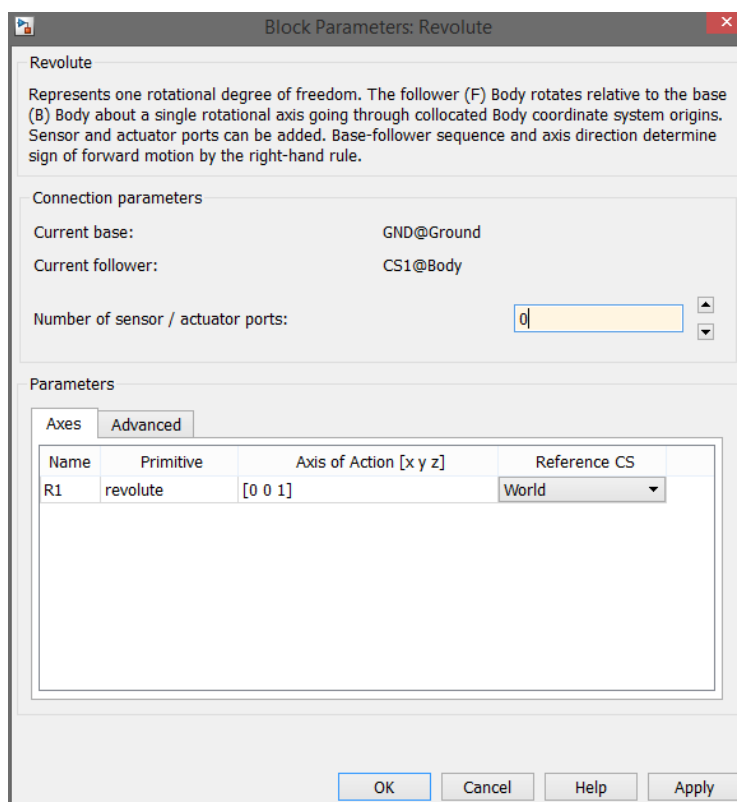 Block Parameters: Revolute
Revolute
Represents one rotational degree of freedom. The follower (F) Body rotates relative to the base
(B) Body about a single rotational axis going through collocated Body coordinate system origins.
Sensor and actuator ports can be added. Base-follower sequence and axis direction determine
sign of forward motion by the right-hand rule.
Connection parameters
Current base: GND@Ground
Current follower: CS1@Body
Number of sensor / actuator ports: 0
Parameters
Axes Advanced
Name Primitive Axis of Action [x y z] Reference CS
R1 revolute [0 0 1] World
OK Cancel Help Apply